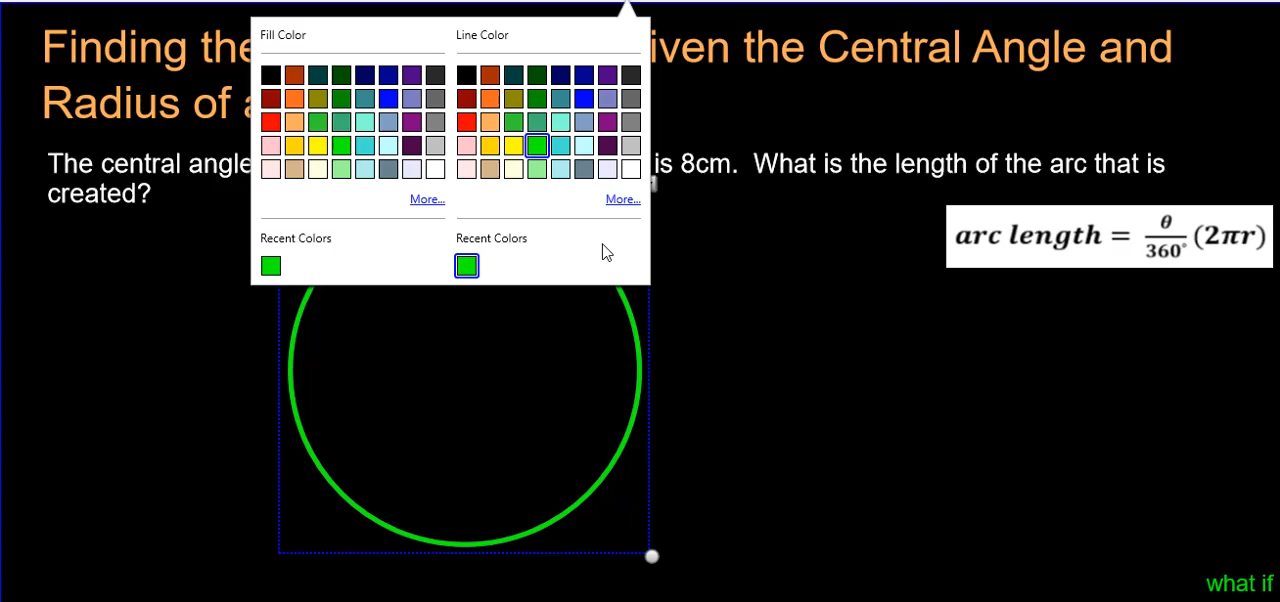 Fill Color Line Color
Finding the iven the Central Angle and
Radius of
The central angle is 8cm. What is the length of the arc that is
created?
More... More...
Recent Colors Recent Colors
arc length = θ/360° (2πr)
what if